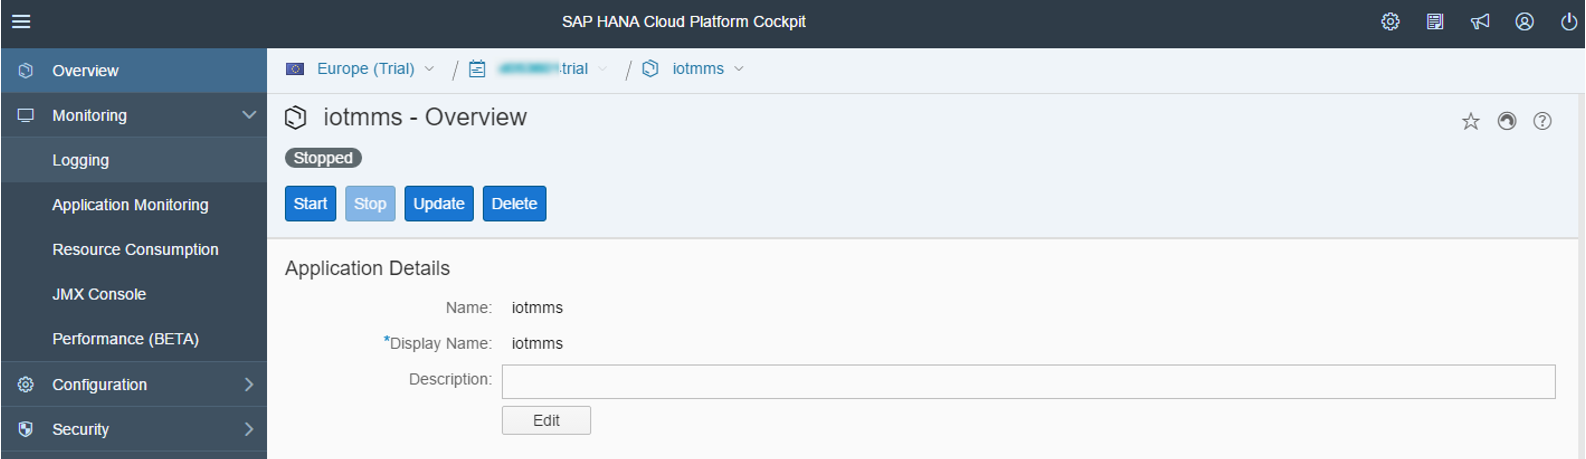 SAP HANA Cloud Platform Cockpit
Overview
Monitoring
Logging
Application Monitoring
Resource Consumption
JMX Console
Performance (BETA)
Configuration
Security
Europe (Trial) / trial / iotmms
iotmms - Overview
Stopped
Start Stop Update Delete
Application Details
Name: iotmms
*Display Name: iotmms
Description:
Edit